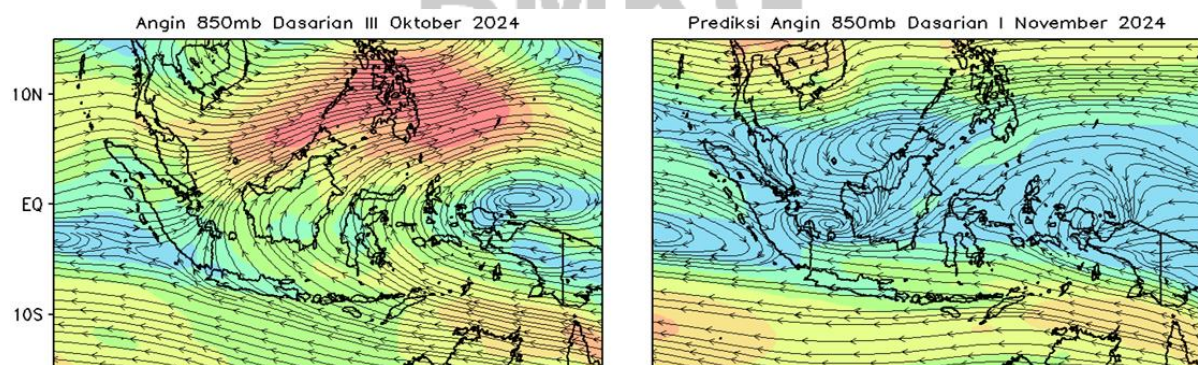 Angin 850mb Dasarian III Oktober 2024
Prediksi Angin 850mb Dasarian I November 2024
10N
EQ
10S